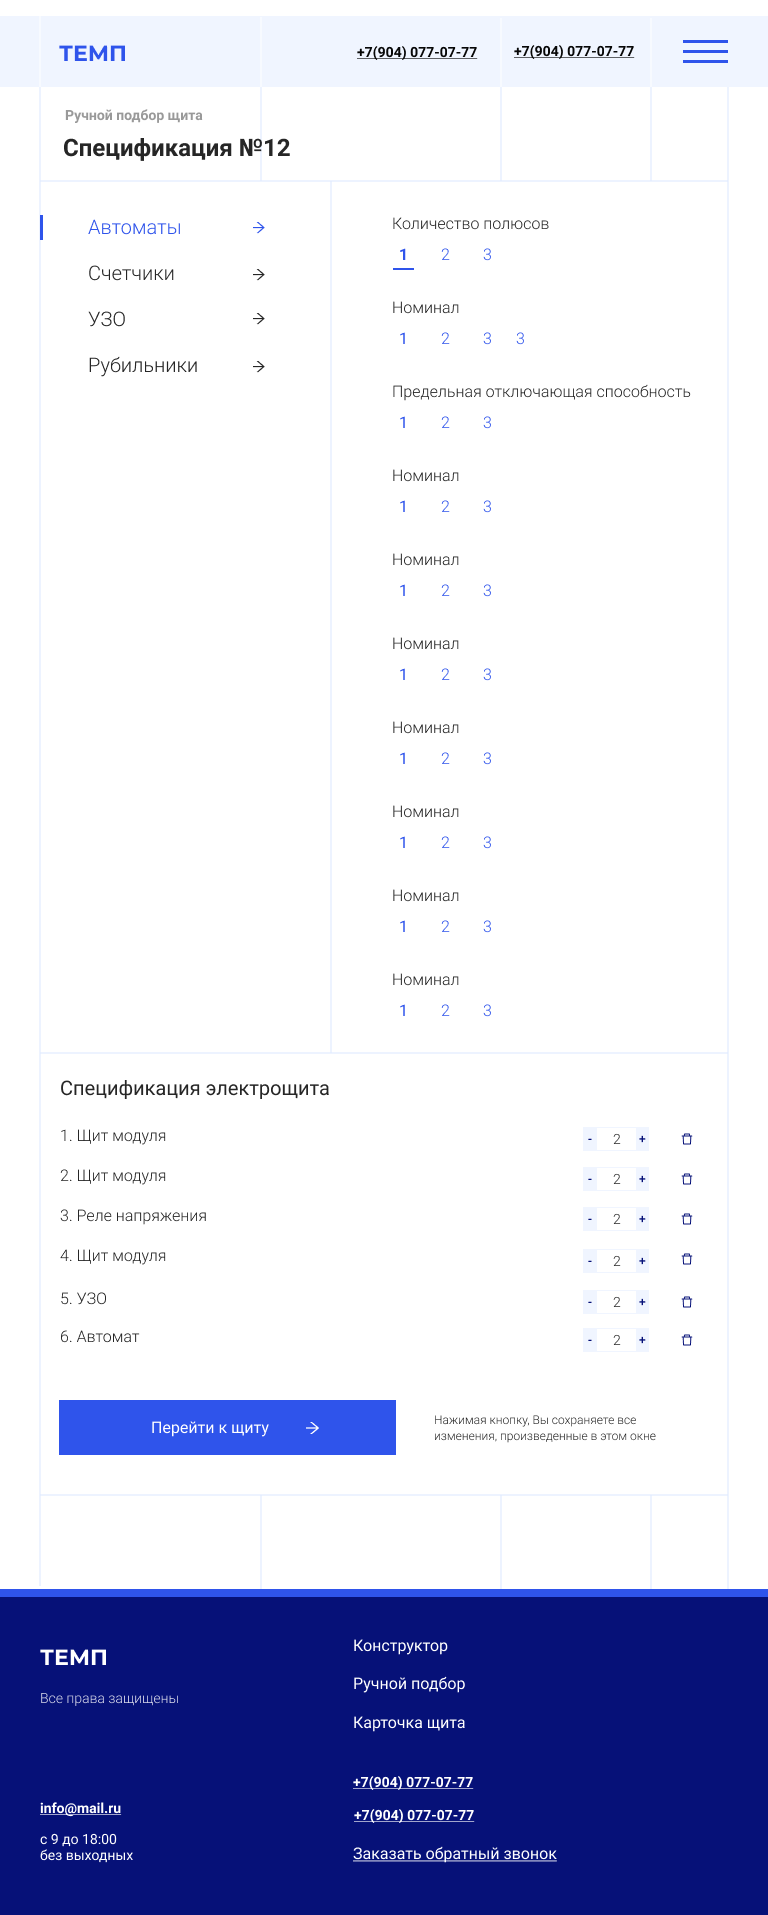 ТЕМП
+7(904) 077-07-77
+7(904) 077-07-77
Ручной подбор щита
Спецификация №12
Автоматы
Счетчики
УЗО
Рубильники
Количество полюсов
1 2 3
Номинал
1 2 3 3
Предельная отключающая способность
1 2 3
Номинал
1 2 3
Номинал
1 2 3
Номинал
1 2 3
Номинал
1 2 3
Номинал
1 2 3
Номинал
1 2 3
Номинал
1 2 3
Спецификация электрощита
1. Щит модуля - 2 +
2. Щит модуля - 2 +
3. Реле напряжения - 2 +
4. Щит модуля - 2 +
5. УЗО - 2 +
6. Автомат - 2 +
Перейти к щиту
Нажимая кнопку, Вы сохраняете все
изменения, произведенные в этом окне
ТЕМП
Все права защищены
Конструктор
Ручной подбор
Карточка щита
+7(904) 077-07-77
+7(904) 077-07-77
Заказать обратный звонок
info@mail.ru
с 9 до 18:00
без выходных